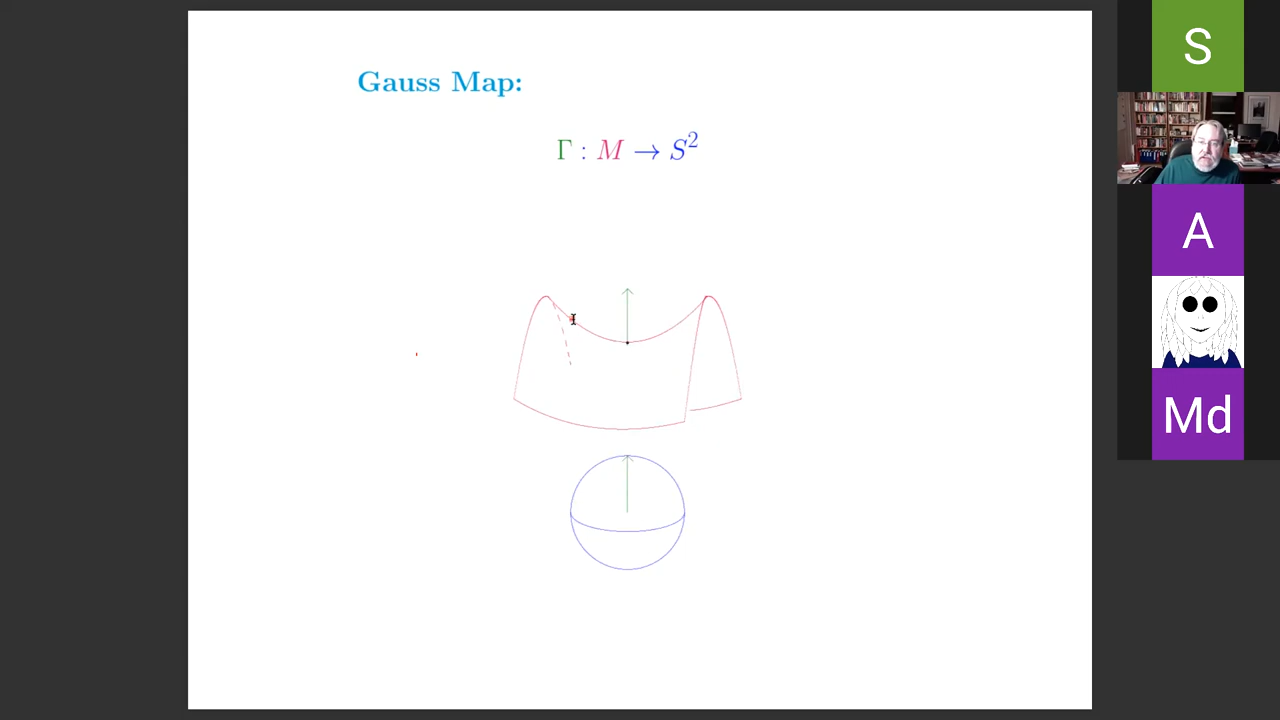 Gauss Map:
Γ : M → S²
S
A
Md